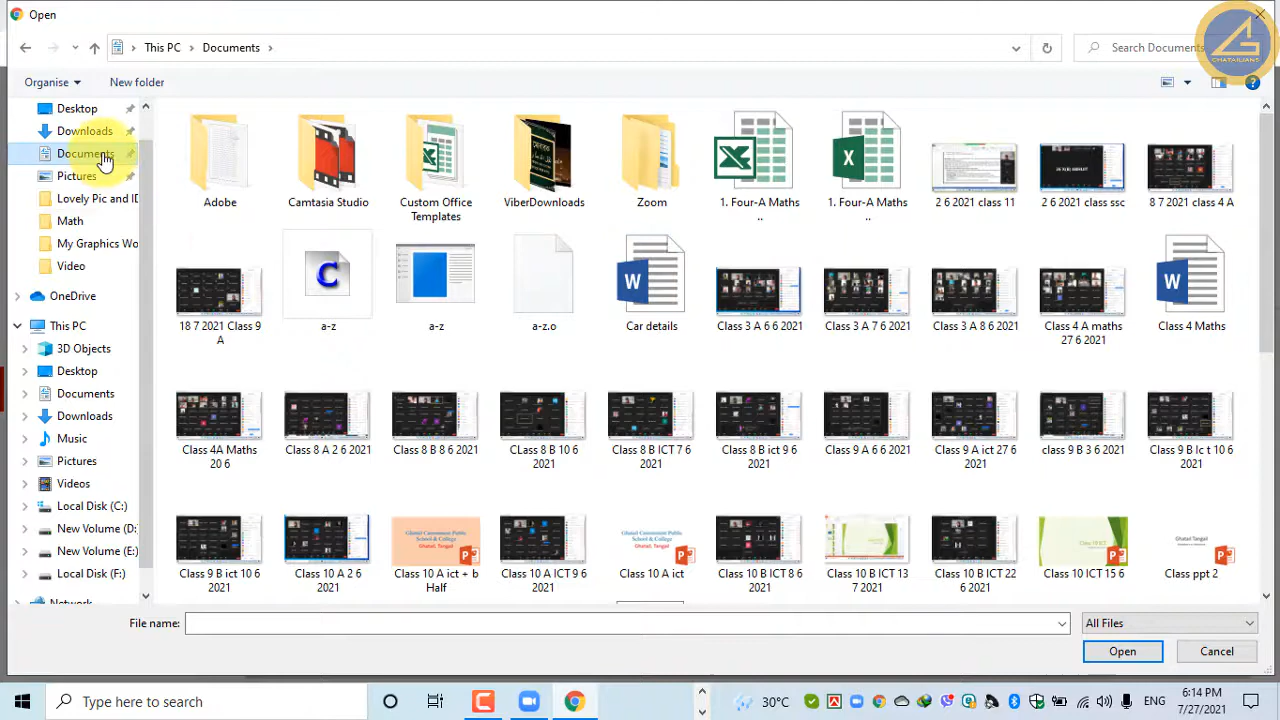 Open
CHATAILIANS
This PC
Documents
Search Documents
Organise
New folder
Desktop
Downloads
Documents
Pictures
Lovely Pic and ID
Math
My Graphics Wo
Video
OneDrive
This PC
3D Objects
Desktop
Documents
Downloads
Music
Pictures
Videos
Local Disk (C:)
New Volume (D:
New Volume (E:)
Local Disk (F:)
Network
Adobe
Camtasia Studio
Custom Office
Templates
ViberDownloads
Zoom
1. Four-A Maths
..
1. Four-A Maths
..
2 6 2021 class 11
2 6 2021 class ssc
8 7 2021 class 4 A
18 7 2021 Class 9
A
a-z
a-z
a-z.o
Car details
Class 3 A 6 6 2021
Class 3 A 7 6 2021
Class 3 A 8 6 2021
Class 4 A maths
27 6 2021
Class 4 Maths
Class 4A Maths
20 6
Class 8 A 2 6 2021
Class 8 B 8 6 2021
CLass 8 B 10 6
2021
Class 8 B ICT 7 6
2021
Class 8 B ict 9 6
2021
Class 9 A 6 6 2021
Class 9 A ict 27 6
2021
class 9 B 3 6 2021
Class 9 B Ic t 10 6
2021
Class 9 B ict 10 6
2021
Class 10 A 2 6
2021
Class 10 A ict + b
Half
Class 10 A ICT 9 6
2021
Class 10 A ict
Class 10 B ICT 8 6
2021
Class 10 B ICT 13
7 2021
Class 10 B ICT 22
6 2021
Class 10 ICT 15 6
Class ppt 2
File name:
All Files
Open
Cancel
Type here to search
30°C
ENG
6:14 PM
7/27/2021